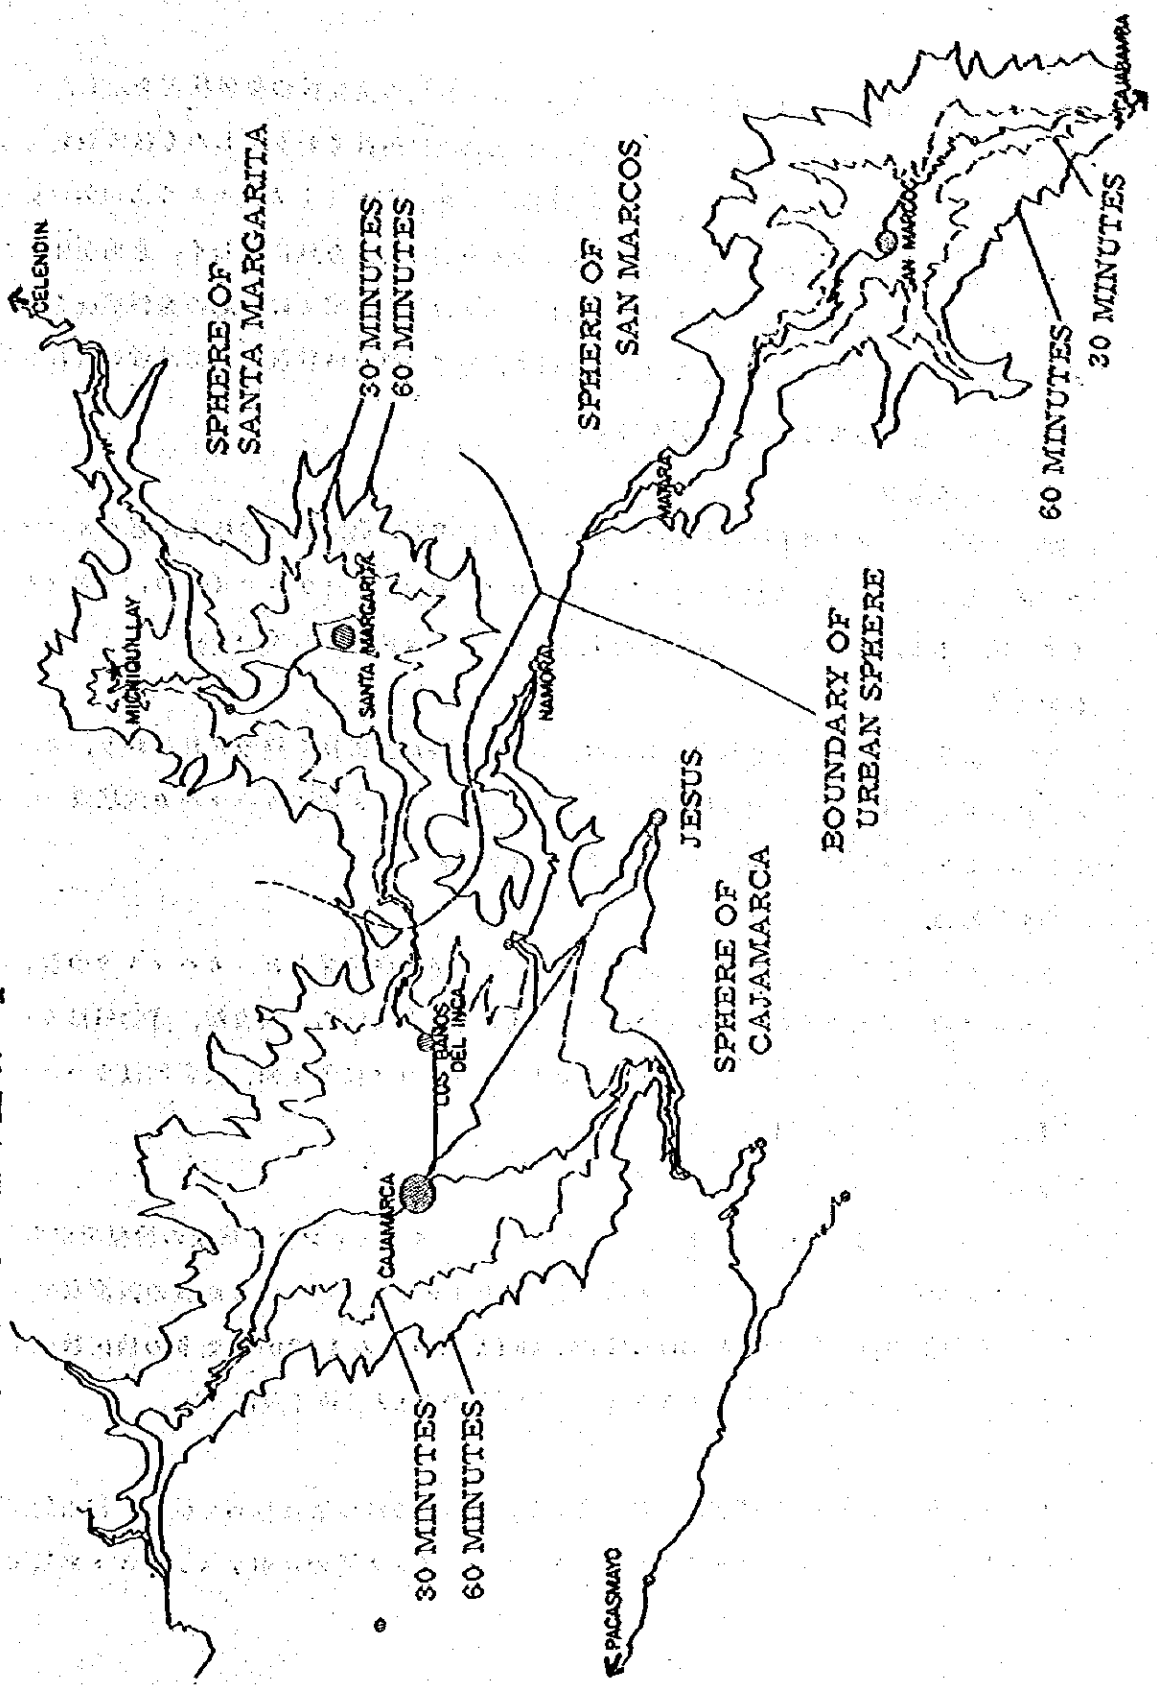 CELENDIN
SPHERE OF
SANTA MARGARITA
30 MINUTES
60 MINUTES
MICHIQUILLAY
SANTA MARGARITA
SPHERE OF
SAN MARCOS
CAJABAMBA
SAN MARCOS
30 MINUTES
60 MINUTES
MATARA
NAMORA
BOUNDARY OF
URBAN SPHERE
JESUS
SPHERE OF
CAJAMARCA
LOS BAÑOS
DEL INCA
CAJAMARCA
30 MINUTES
60 MINUTES
PACASMAYO